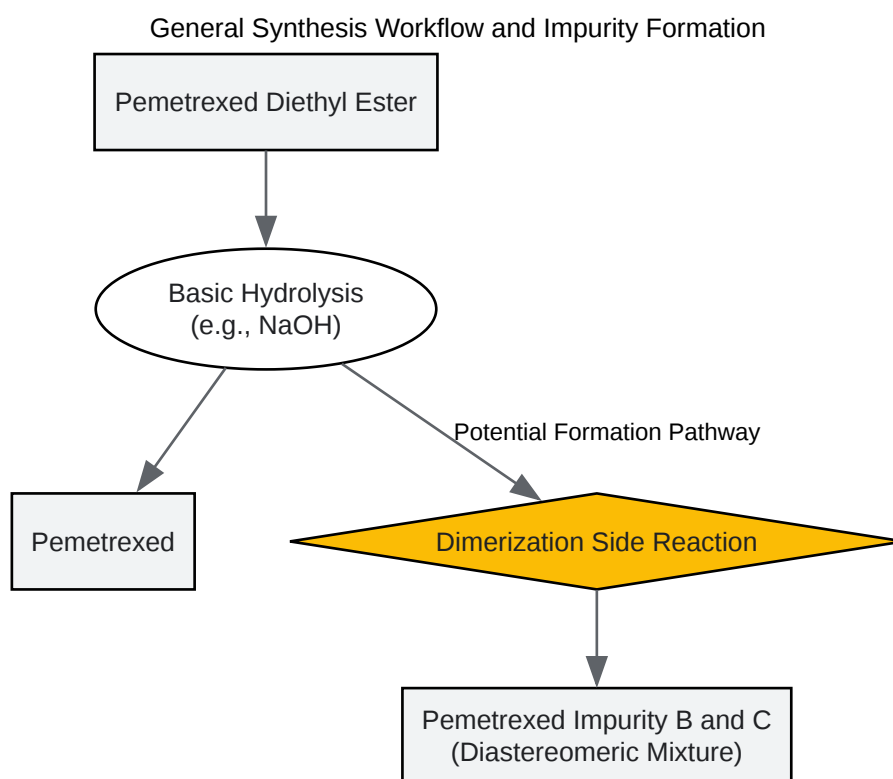 General Synthesis Workflow and Impurity Formation
Pemetrexed Diethyl Ester
Basic Hydrolysis
(e.g., NaOH)
Potential Formation Pathway
Pemetrexed
Dimerization Side Reaction
Pemetrexed Impurity B and C
(Diastereomeric Mixture)